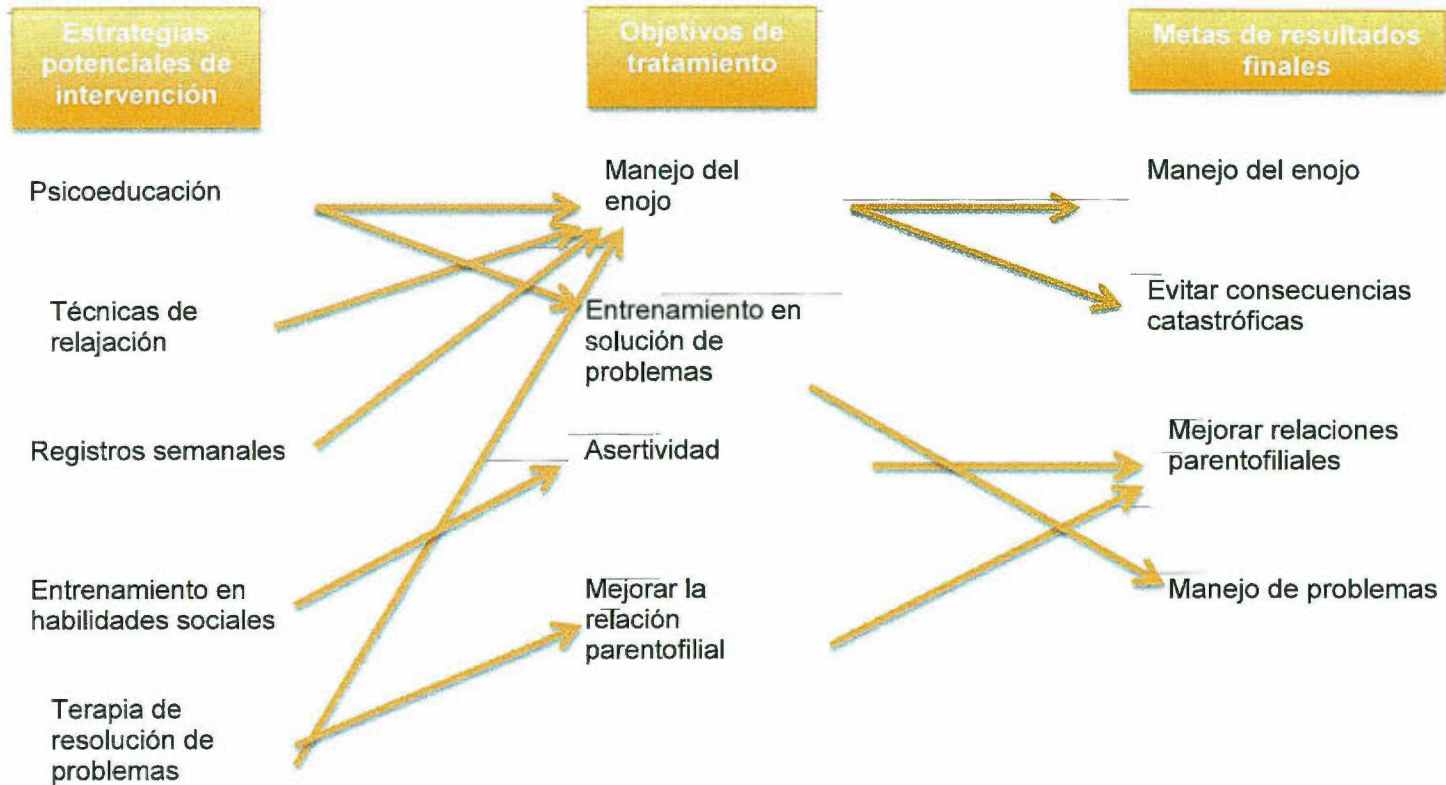 Estrategias
potenciales de
intervención
Objetivos de
tratamiento
Metas de resultados
finales
Psicoeducación
Técnicas de
relajación
Registros semanales
Entrenamiento en
habilidades sociales
Terapia de
resolución de
problemas
Manejo del
enojo
Entrenamiento en
solución de
problemas
Asertividad
Mejorar la
relación
parentofilial
Manejo del enojo
Evitar consecuencias
catastróficas
Mejorar relaciones
parentofiliales
Manejo de problemas